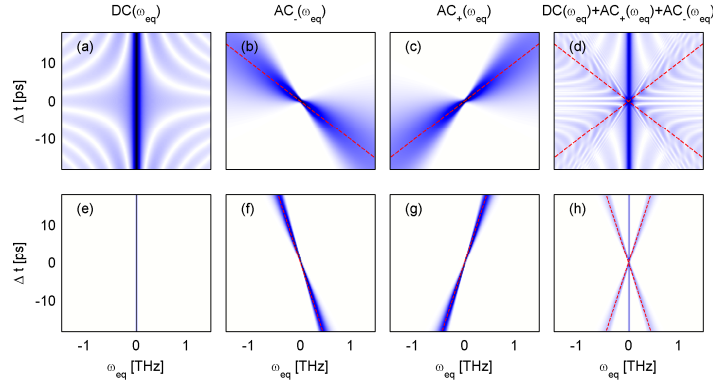 DC(ω_eq) AC_-(ω_eq) AC_+(ω_eq) DC(ω_eq)+AC_+(ω_eq)+AC_-(ω_eq)
(a) (b) (c) (d)
10
0
-10
Δ t [ps]
(e) (f) (g) (h)
10
0
-10
Δ t [ps]
-1 0 1 -1 0 1 -1 0 1 -1 0 1
ω_eq [THz] ω_eq [THz] ω_eq [THz] ω_eq [THz]